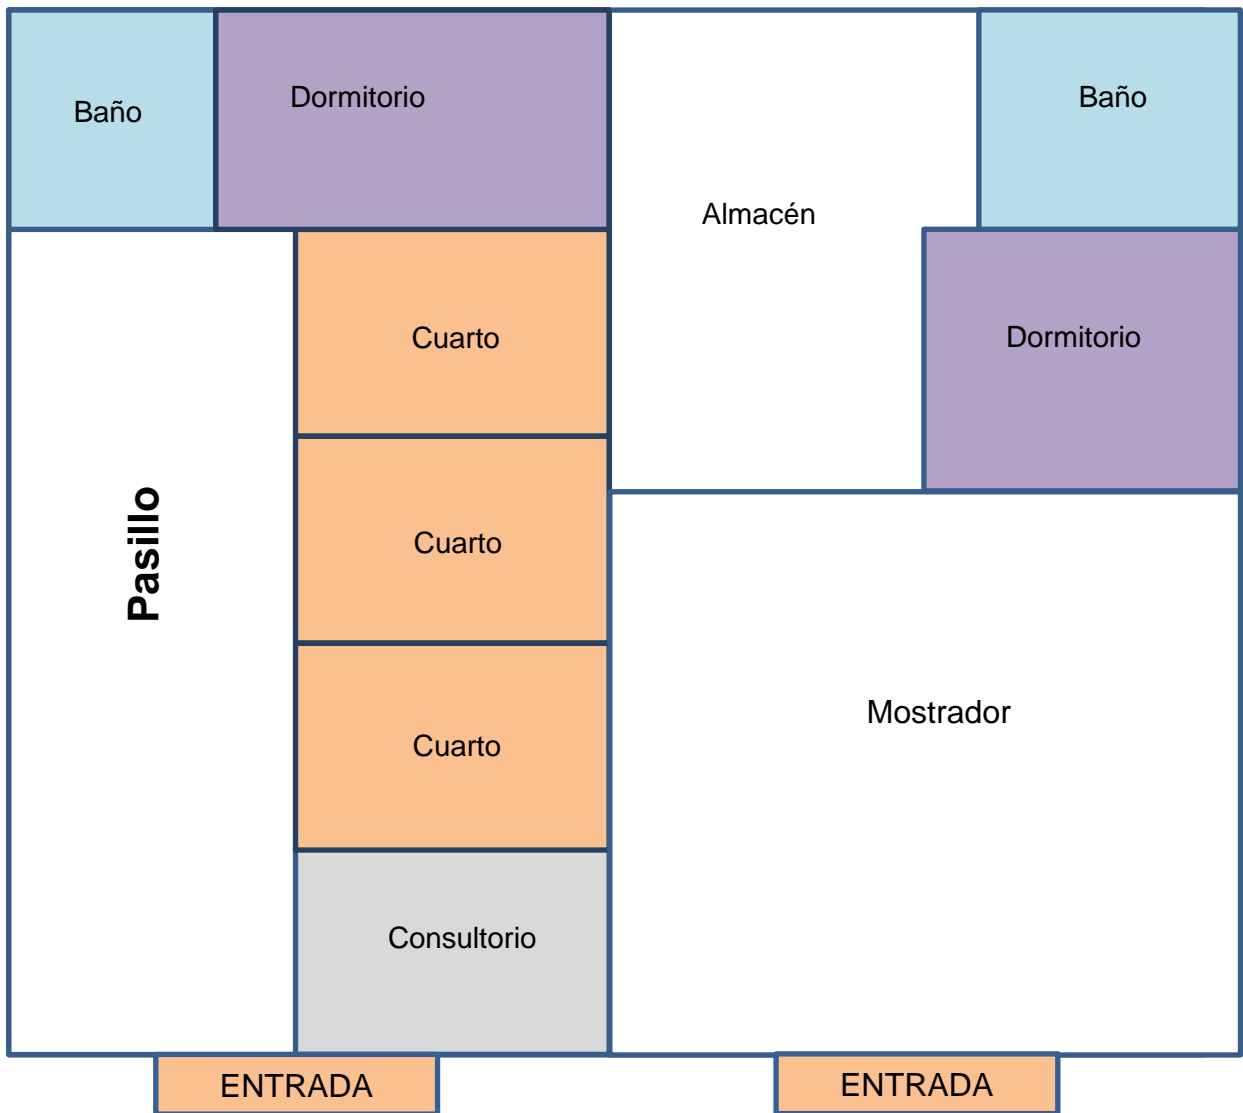 Baño
Dormitorio
Baño
Almacén
Cuarto
Dormitorio
Pasillo
Cuarto
Mostrador
Cuarto
Consultorio
ENTRADA
ENTRADA